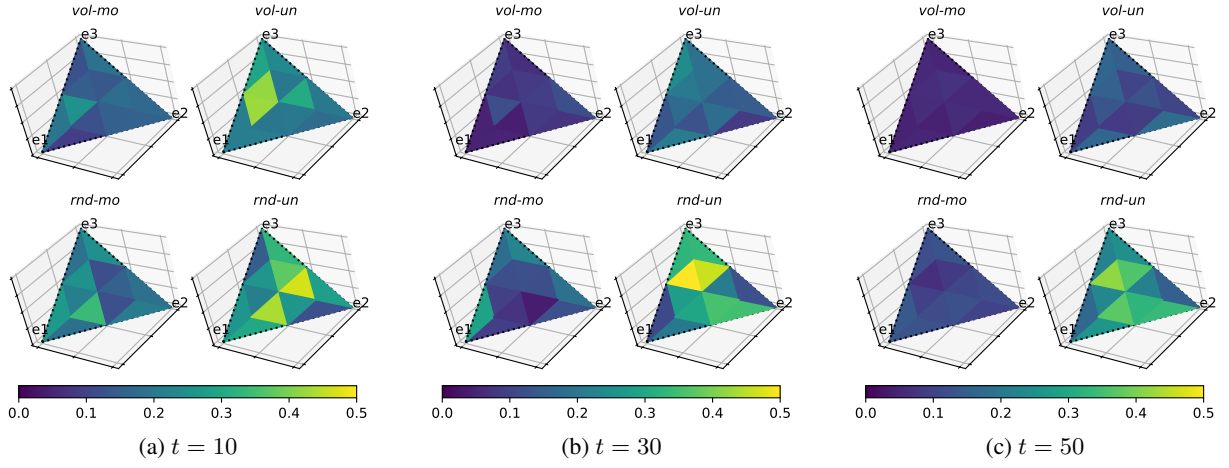 vol-mo vol-un vol-mo vol-un vol-mo vol-un
e3 e3 e3 e3 e3 e3
e2 e2 e2 e2 e2 e2
e1 e1 e1 e1 e1 e1
rnd-mo rnd-un rnd-mo rnd-un rnd-mo rnd-un
e3 e3 e3 e3 e3 e3
e2 e2 e2 e2 e2 e2
e1 e1 e1 e1 e1 e1
0.0 0.1 0.2 0.3 0.4 0.5 0.0 0.1 0.2 0.3 0.4 0.5 0.0 0.1 0.2 0.3 0.4 0.5
(a) t = 10 (b) t = 30 (c) t = 50